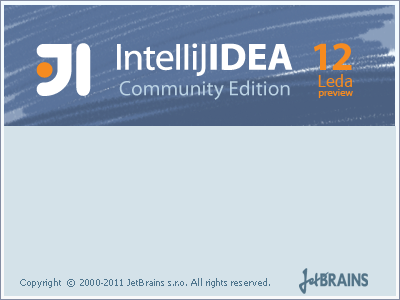 IntelliJIDEA 12
Leda
Community Edition
preview
Copyright © 2000-2011 JetBrains s.r.o. All rights reserved.
JetBRAINS